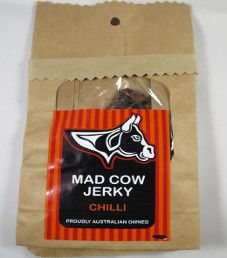 MAD COW
JERKY
CHILLI
PROUDLY AUSTRALIAN OWNED